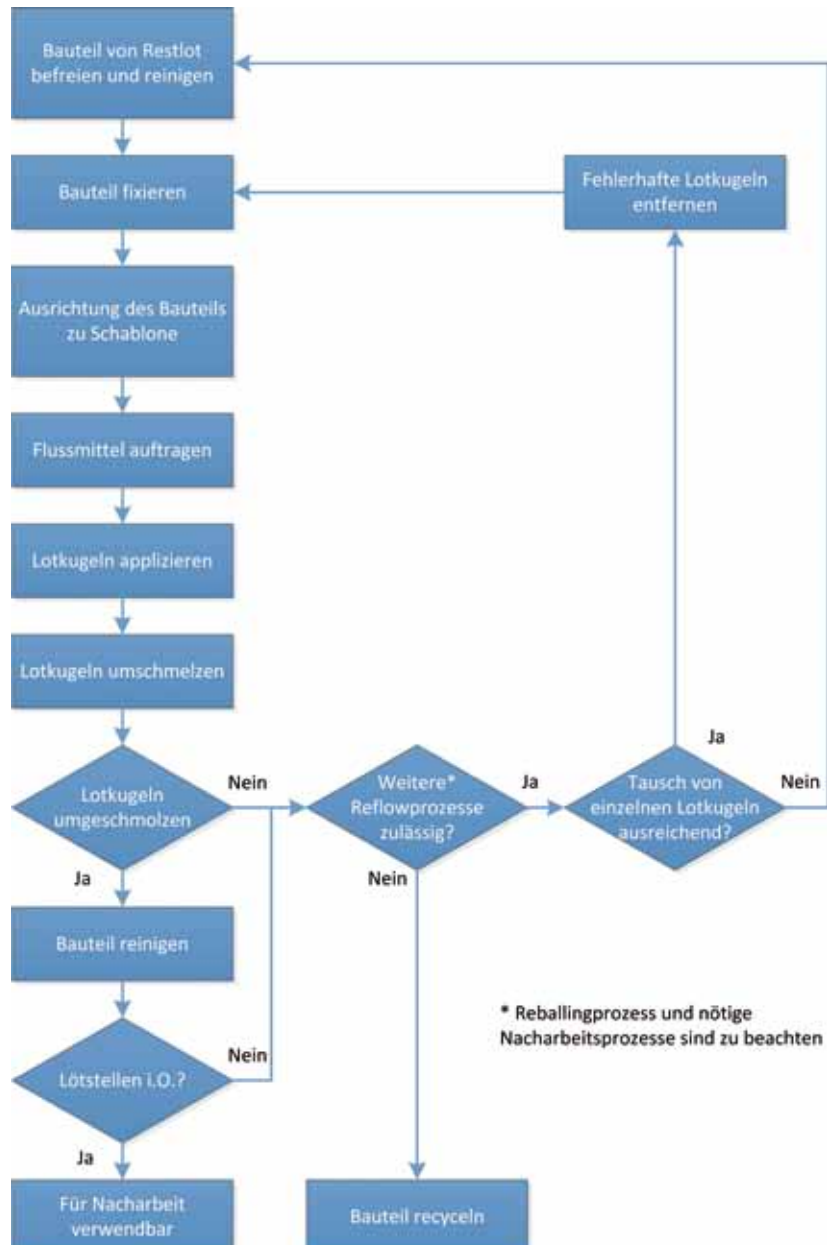 Bauteil von Restlot
befreien und reinigen
Bauteil fixieren
Fehlerhafte Lotkugeln
entfernen
Ausrichtung des Bauteils
zu Schablone
Flussmittel auftragen
Lotkugeln applizieren
Lotkugeln umschmelzen
Lotkugeln
umgeschmolzen
Nein
Weitere*
Reflowprozesse
zulässig?
Ja
Tausch von
einzelnen Lotkugeln
ausreichend?
Ja
Nein
Ja
Nein
Bauteil reinigen
* Reballingprozess und nötige
Nacharbeitsprozesse sind zu beachten
Lötstellen i.O.?
Nein
Ja
Für Nacharbeit
verwendbar
Bauteil recyceln